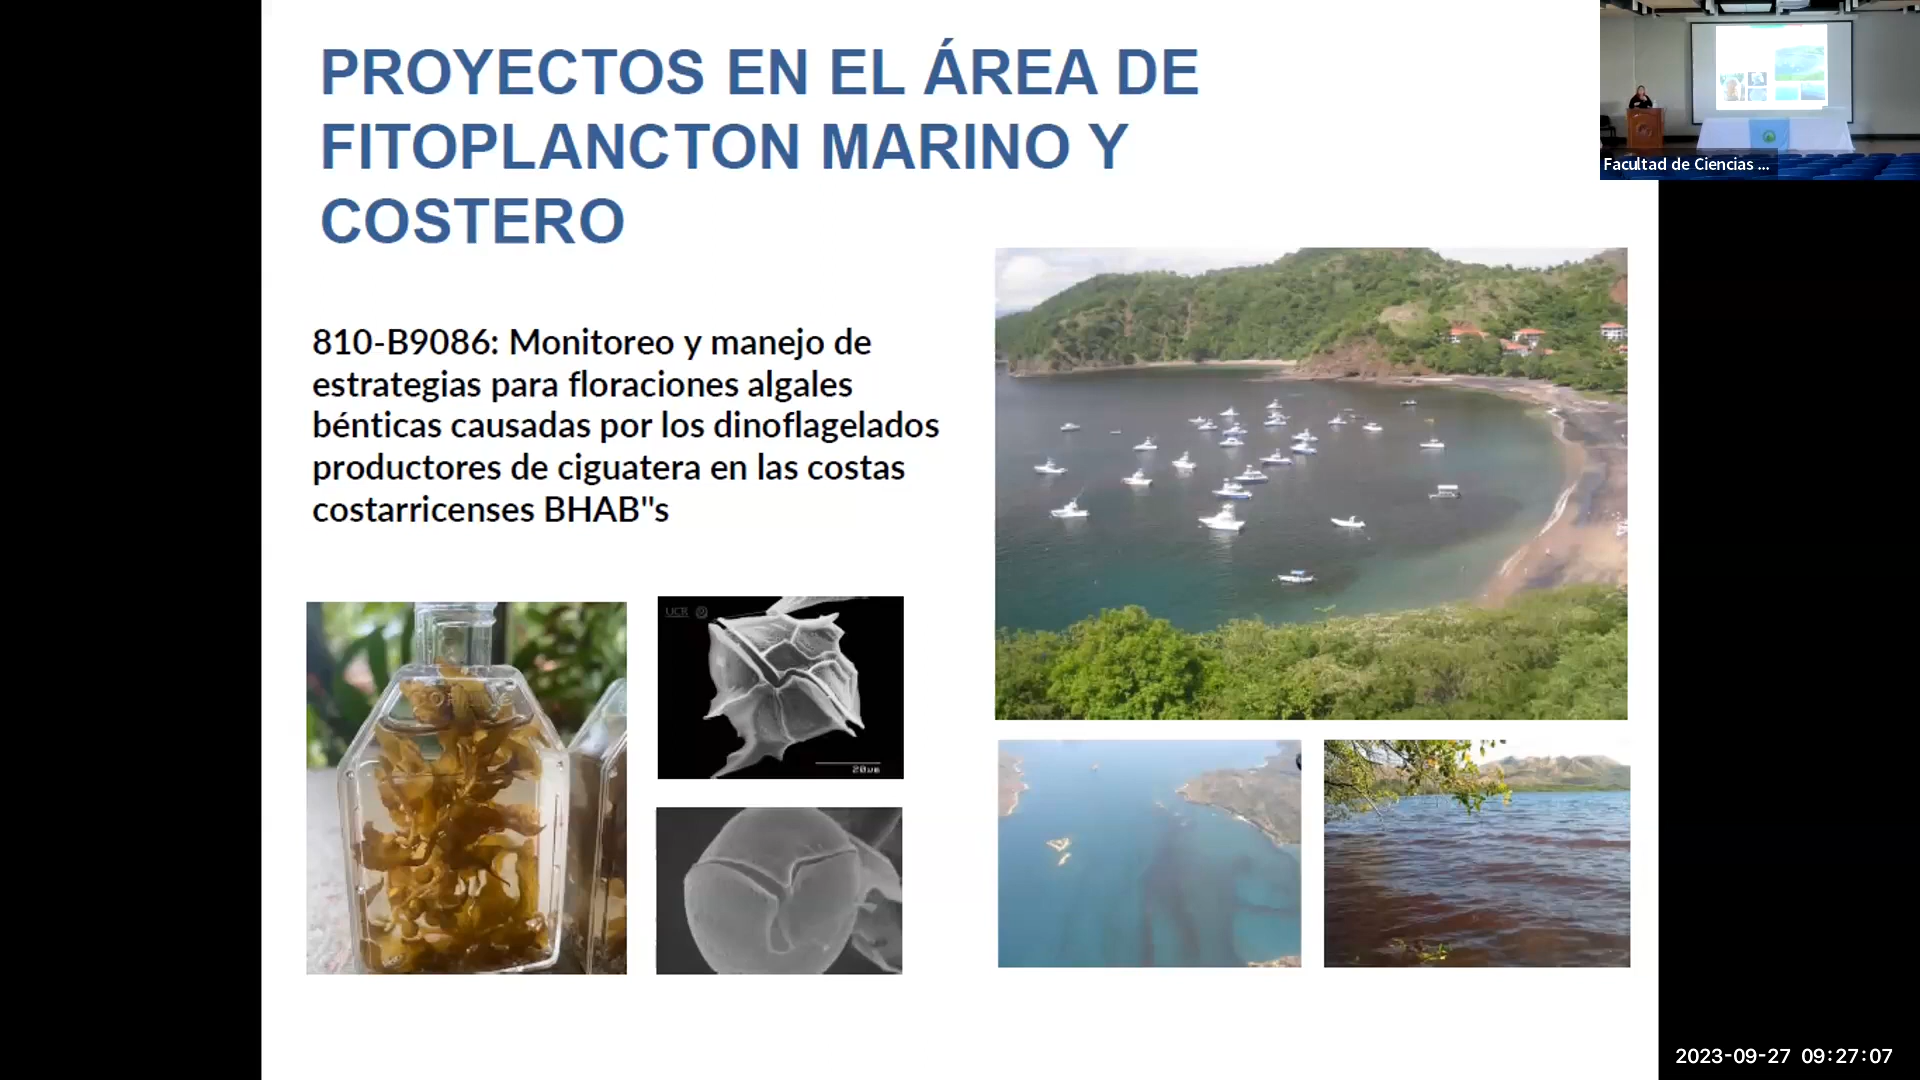 PROYECTOS EN EL ÁREA DE
FITOPLANCTON MARINO Y
COSTERO
810-B9086: Monitoreo y manejo de
estrategias para floraciones algales
bénticas causadas por los dinoflagelados
productores de ciguatera en las costas
costarricenses BHAB"s
UCR
20µm
Facultad de Ciencias ...
2023-09-27 09:27:07